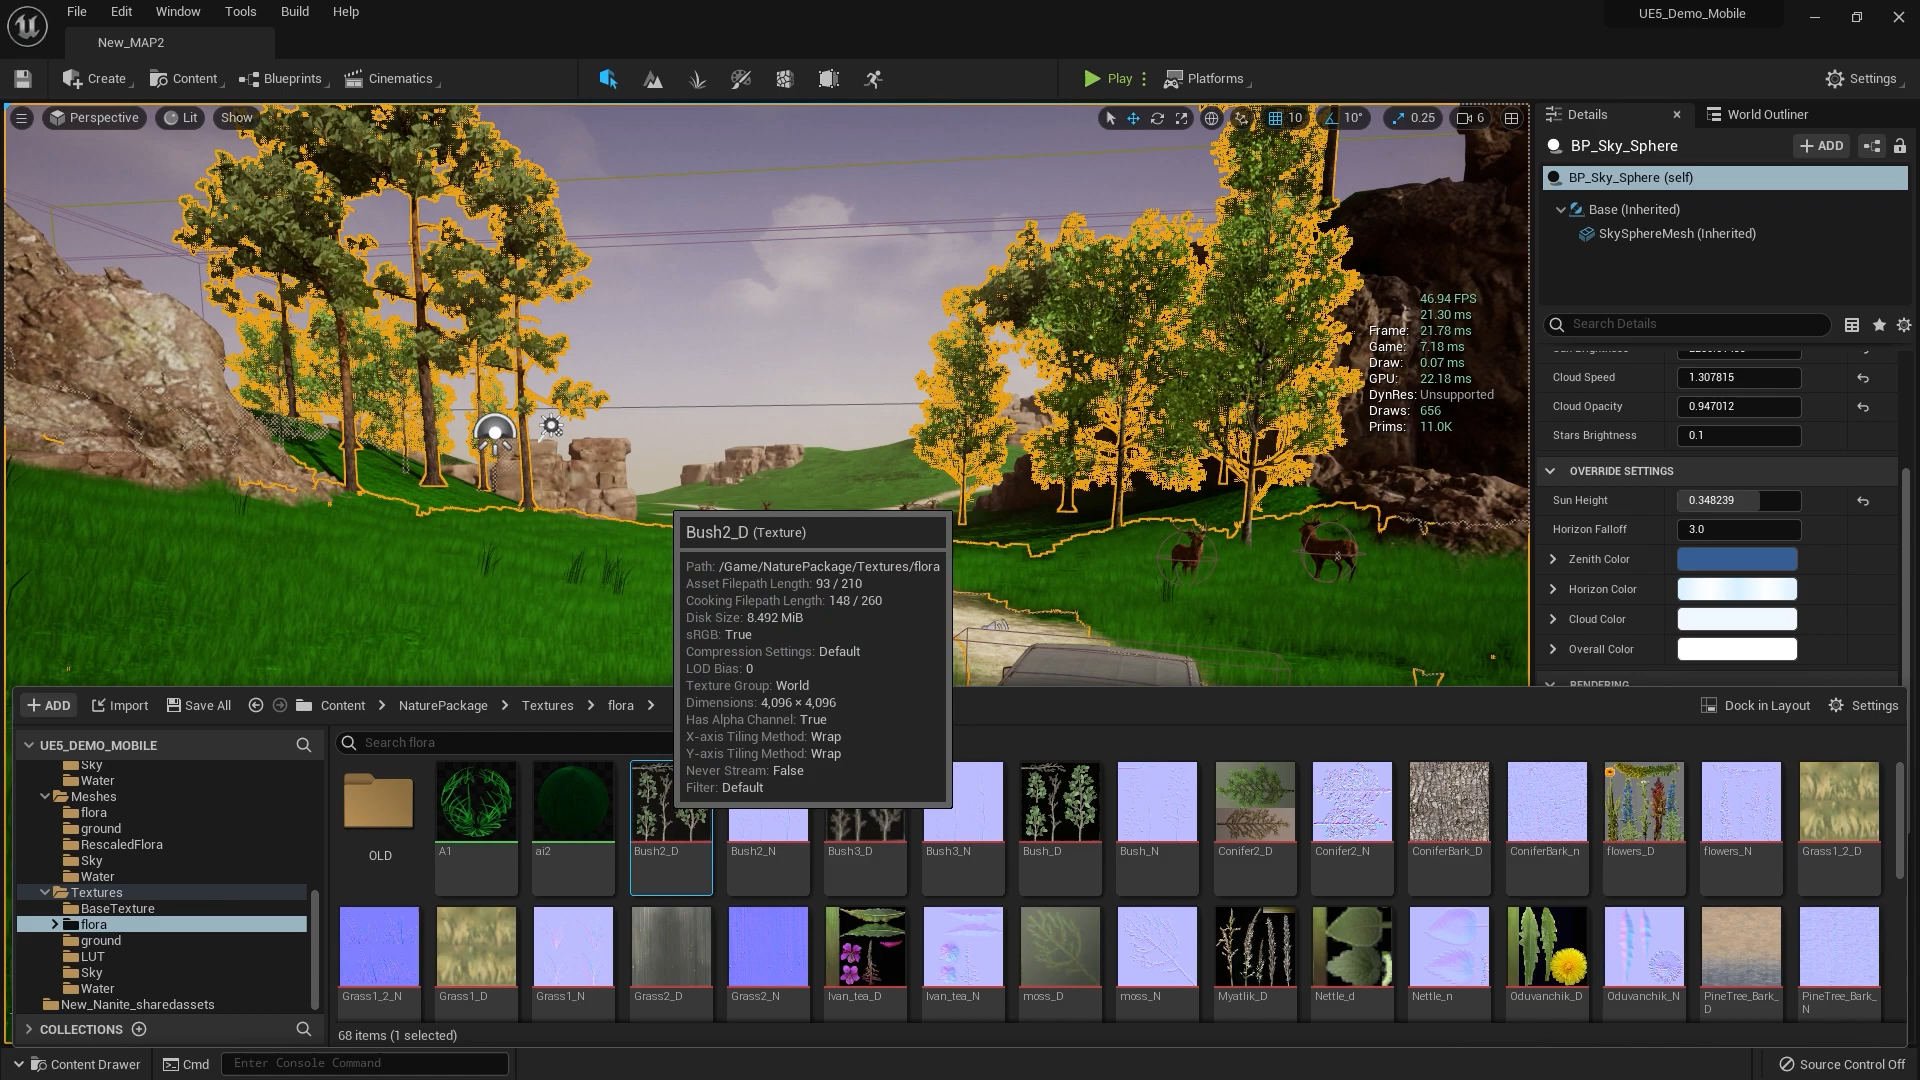 File Edit Window Tools Build Help
UE5_Demo_Mobile
New_MAP2
Create Content Blueprints Cinematics
Play Platforms
Settings
Perspective Lit Show
10 10° 0.25 6
Details World Outliner
BP_Sky_Sphere
ADD
BP_Sky_Sphere (self)
Base (Inherited)
SkySphereMesh (Inherited)
Search Details
Cloud Speed 1.307815
Cloud Opacity 0.947012
Stars Brightness 0.1
OVERRIDE SETTINGS
Sun Height 0.348239
Horizon Falloff 3.0
Zenith Color
Horizon Color
Cloud Color
Overall Color
RENDERING
46.94 FPS
21.30 ms
Frame: 21.78 ms
Game: 7.18 ms
Draw: 0.07 ms
GPU: 22.18 ms
DynRes: Unsupported
Draws: 656
Prims: 11.0K
Bush2_D (Texture)
Path: /Game/NaturePackage/Textures/flora
Asset Filepath Length: 93 / 210
Cooking Filepath Length: 148 / 260
Disk Size: 8.492 MiB
sRGB: True
Compression Settings: Default
LOD Bias: 0
Texture Group: World
Dimensions: 4,096 × 4,096
Has Alpha Channel: True
X-axis Tiling Method: Wrap
Y-axis Tiling Method: Wrap
Never Stream: False
Filter: Default
ADD Import Save All Content NaturePackage Textures flora
Dock in Layout Settings
UE5_DEMO_MOBILE
Search flora
Sky
Water
Meshes
flora
ground
RescaledFlora
Sky
Water
Textures
BaseTexture
flora
ground
LUT
Sky
Water
New_Nanite_sharedassets
COLLECTIONS
OLD A1 ai2 Bush2_D Bush2_N Bush3_D Bush3_N Bush_D Bush_N Conifer2_D Conifer2_N ConiferBark_D ConiferBark_n flowers_D flowers_N Grass1_2_D
Grass1_2_N Grass1_D Grass1_N Grass2_D Grass2_N Ivan_tea_D Ivan_tea_N moss_D moss_N Myatlik_D Nettle_d Nettle_n Oduvanchik_D Oduvanchik_N PineTree_Bark_D PineTree_Bark_N
68 items (1 selected)
Content Drawer Cmd Enter Console Command
Source Control Off